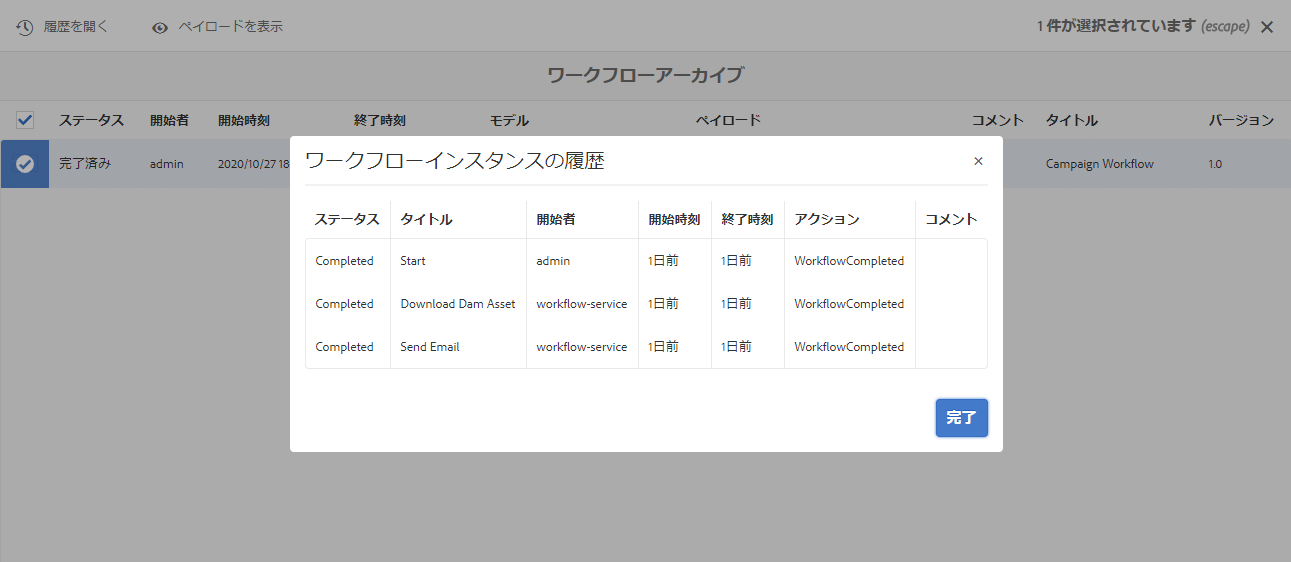 履歴を開く ペイロードを表示 1 件が選択されています (escape)
ワークフローアーカイブ
ステータス 開始者 開始時刻 終了時刻 モデル ペイロード コメント タイトル バージョン
完了済み admin 2020/10/27 18 Campaign Workflow 1.0
ワークフローインスタンスの履歴
ステータス タイトル 開始者 開始時刻 終了時刻 アクション コメント
Completed Start admin 1日前 1日前 WorkflowCompleted
Completed Download Dam Asset workflow-service 1日前 1日前 WorkflowCompleted
Completed Send Email workflow-service 1日前 1日前 WorkflowCompleted
完了